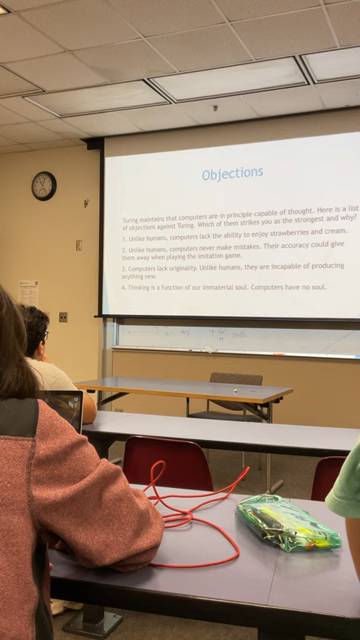 Objections
Turing maintains that computers are in principle capable of thought. Here is a list
of objections against Turing. Which of them strikes you as the strongest and why?
1. Unlike humans, computers lack the ability to enjoy strawberries and cream.
2. Unlike humans, computers never make mistakes. Their accuracy could give
them away when playing the imitation game.
3. Computers lack originality. Unlike humans, they are incapable of producing
anything new.
4. Thinking is a function of our immaterial soul. Computers have no soul.